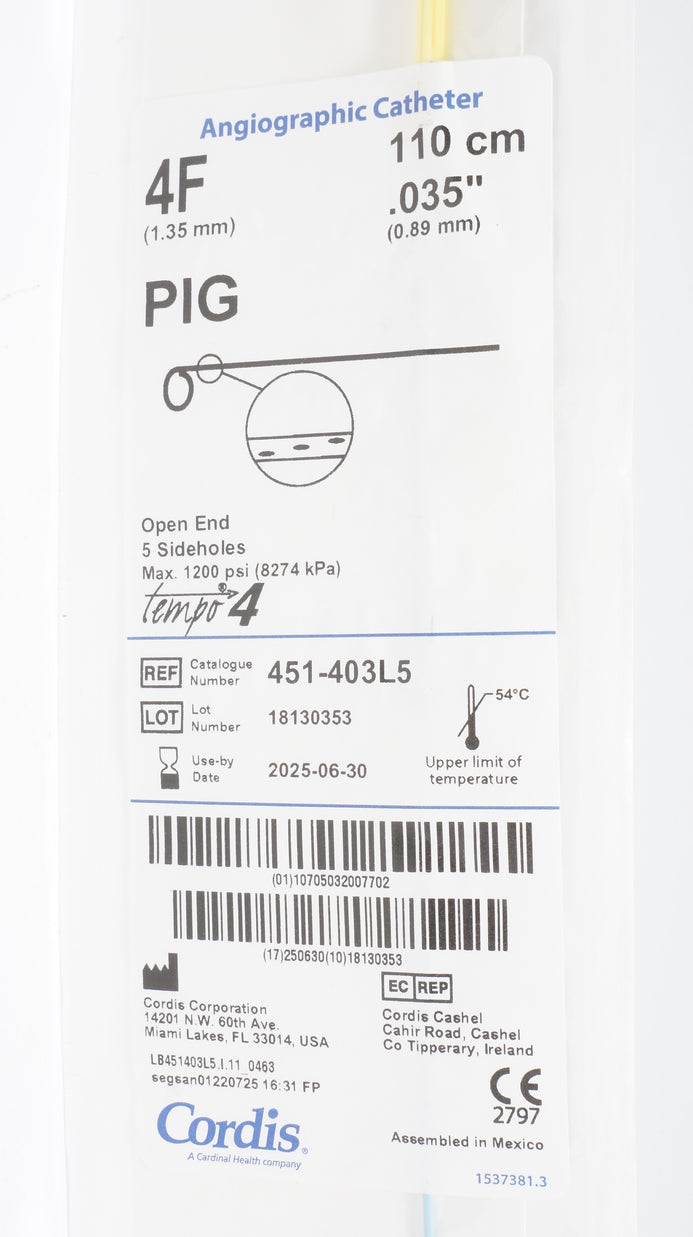 Angiographic Catheter
4F
(1.35 mm)
110 cm
.035"
(0.89 mm)
PIG
Open End
5 Sideholes
Max. 1200 psi (8274 kPa)
tempo® 4
REF Catalogue Number 451-403L5
LOT Lot Number 18130353
Use-by Date 2025-06-30
54°C
Upper limit of
temperature
(01)10705032007702
(17)250630(10)18130353
Cordis Corporation
14201 N.W. 60th Ave.
Miami Lakes, FL 33014, USA
EC REP
Cordis Cashel
Cahir Road, Cashel
Co Tipperary, Ireland
LB451403L5.I.11_0463
segsan01220725 16:31 FP
CE
2797
Cordis®
A Cardinal Health company
Assembled in Mexico
1537381.3